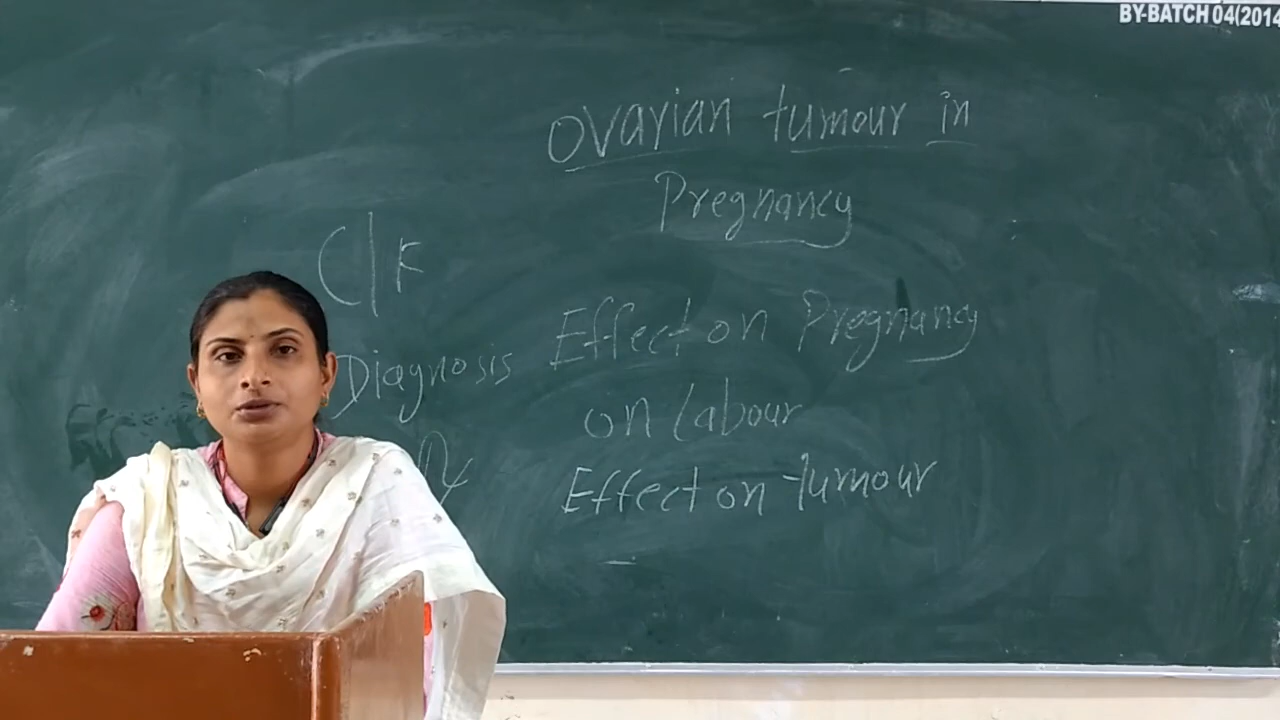 BY-BATCH 04(2014
Ovarian tumour in
Pregnancy
C/F
Diagnosis
Effect on Pregnancy
on Labour
Effect on tumour